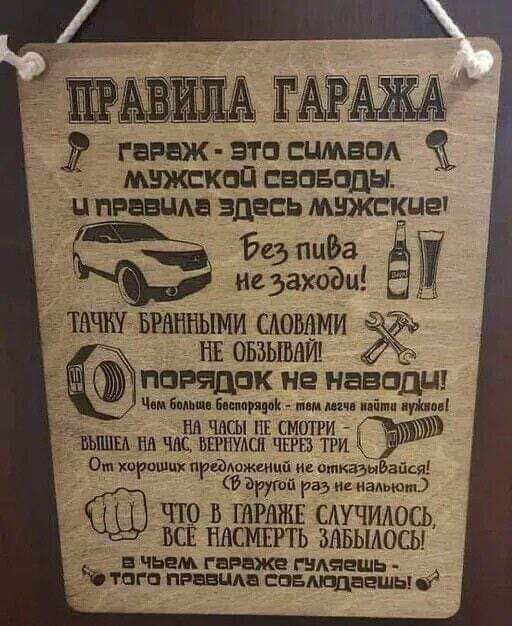 ПРАВИЛА ГАРАЖА
ГАРАЖ - ЭТО СИМВОЛ
МУЖСКОЙ СВОБОДЫ.
И ПРАВИЛА ЗДЕСЬ МУЖСКИЕ!
Без пива
не заходи!
ТАЧКУ БРАННЫМИ СЛОВАМИ
НЕ ОБЗЫВАЙ!
ПОРЯДОК НЕ НАВОДИ!
Чем больше беспорядок - тем легче найти нужное!
НА ЧАСЫ НЕ СМОТРИ -
ВЫШЕЛ НА ЧАС, ВЕРНУЛСЯ ЧЕРЕЗ ТРИ.
От хороших предложений не отказывайся!
(В другой раз не нальют.)
ЧТО В ГАРАЖЕ СЛУЧИЛОСЬ,
ВСЁ НАСМЕРТЬ ЗАБЫЛОСЬ!
В ЧЬЕМ ГАРАЖЕ ГУЛЯЕШЬ -
ТОГО ПРАВИЛА СОБЛЮДАЕШЬ!